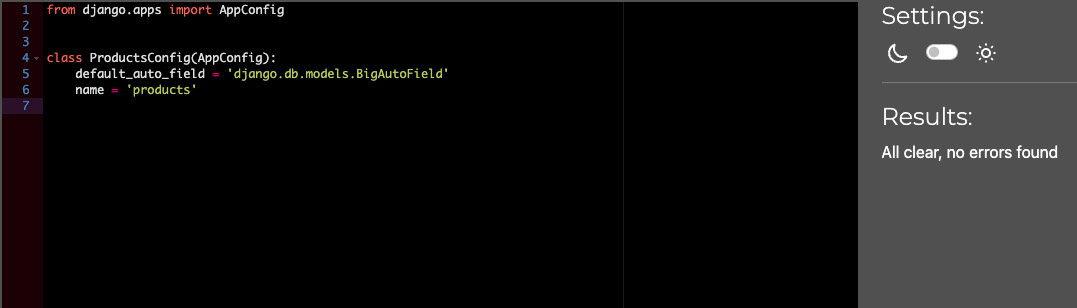 1 from django.apps import AppConfig
2
3
4 class ProductsConfig(AppConfig):
5     default_auto_field = 'django.db.models.BigAutoField'
6     name = 'products'
7
Settings:
Results:
All clear, no errors found